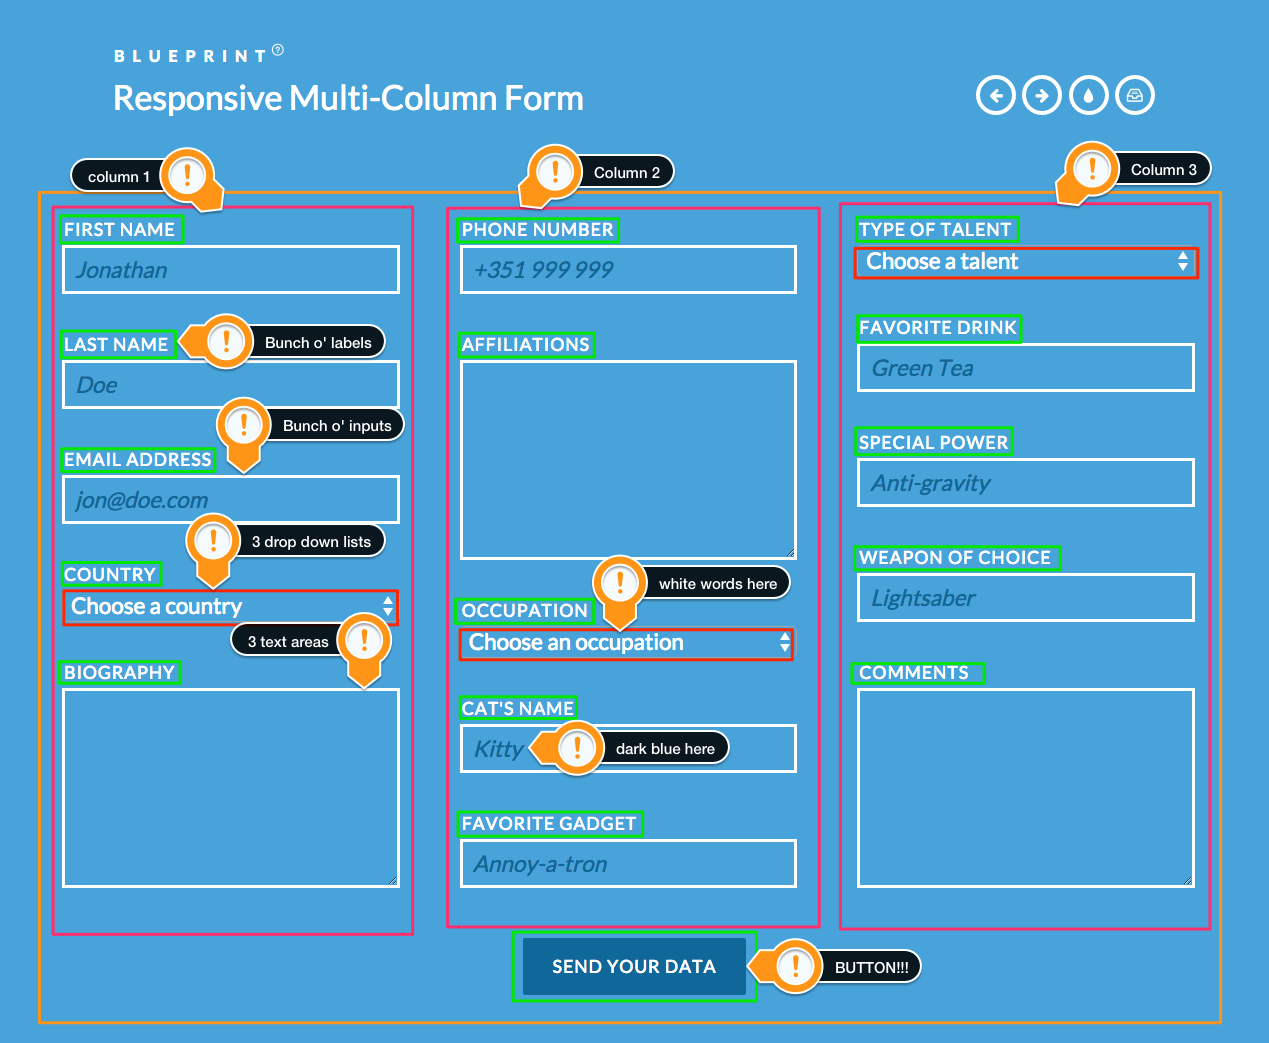 BLUEPRINT ?
Responsive Multi-Column Form
column 1 !
! Column 2
! Column 3
FIRST NAME
Jonathan
LAST NAME
! Bunch o' labels
Doe
! Bunch o' inputs
EMAIL ADDRESS
jon@doe.com
! 3 drop down lists
COUNTRY
Choose a country
3 text areas !
BIOGRAPHY
PHONE NUMBER
+351 999 999
AFFILIATIONS
! white words here
OCCUPATION
Choose an occupation
CAT'S NAME
Kitty
! dark blue here
FAVORITE GADGET
Annoy-a-tron
TYPE OF TALENT
Choose a talent
FAVORITE DRINK
Green Tea
SPECIAL POWER
Anti-gravity
WEAPON OF CHOICE
Lightsaber
COMMENTS
SEND YOUR DATA
! BUTTON!!!